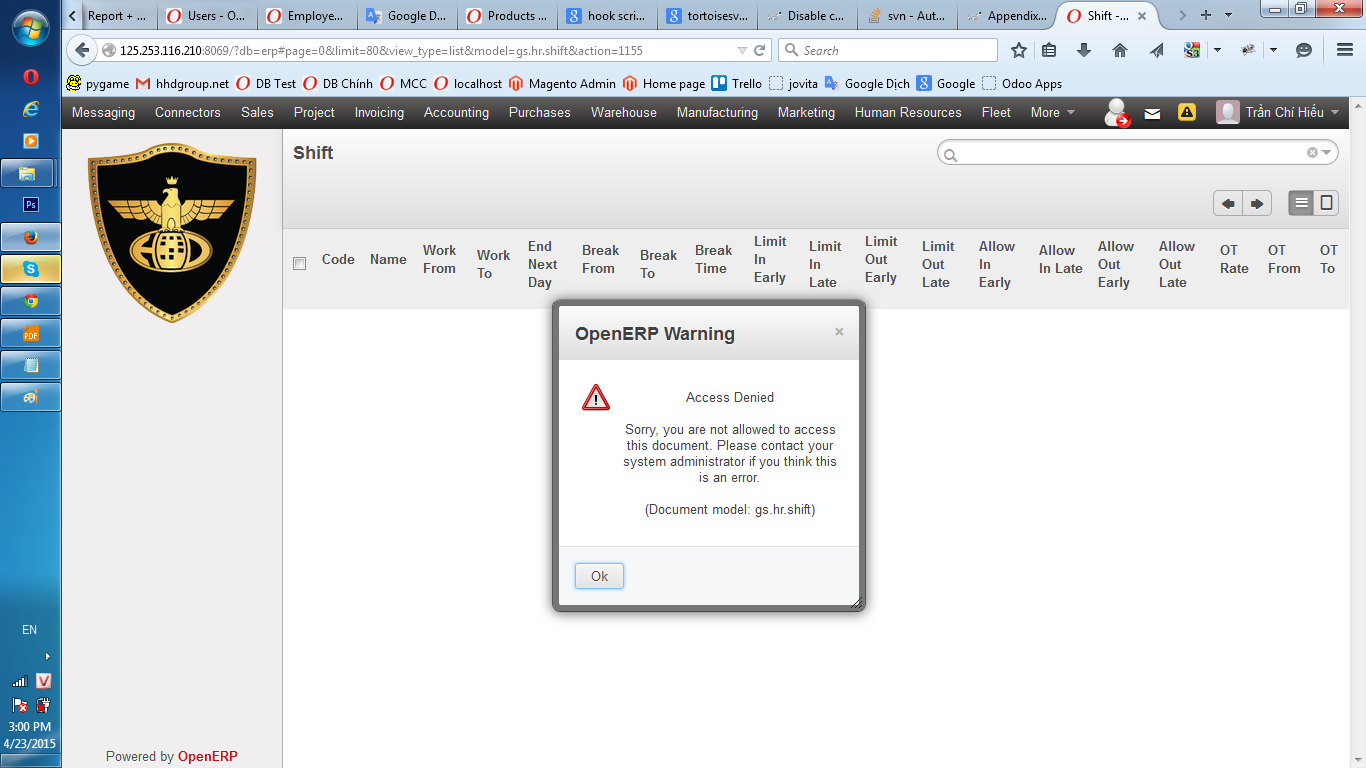 Report + ...
Users - O...
Employe...
Google D...
Products ...
hook scri...
tortoisesv...
Disable c...
svn - Aut...
Appendix...
Shift -...
125.253.116.210:8069/?db=erp#page=0&limit=80&view_type=list&model=gs.hr.shift&action=1155
Search
pygame hhdgroup.net DB Test DB Chính MCC localhost Magento Admin Home page Trello jovita Google Dịch Google Odoo Apps
Messaging Connectors Sales Project Invoicing Accounting Purchases Warehouse Manufacturing Marketing Human Resources Fleet More Trần Chí Hiếu
Shift
Code
Name
Work
From
Work
To
End
Next
Day
Break
From
Break
To
Break
Time
Limit
In
Early
Limit
In
Late
Limit
Out
Early
Limit
Out
Late
Allow
In
Early
Allow
In Late
Allow
Out
Early
Allow
Out
Late
OT
Rate
OT
From
OT
To
OpenERP Warning
Access Denied
Sorry, you are not allowed to access
this document. Please contact your
system administrator if you think this
is an error.
(Document model: gs.hr.shift)
Ok
Ps
PDF
EN
V
3:00 PM
4/23/2015
Powered by OpenERP